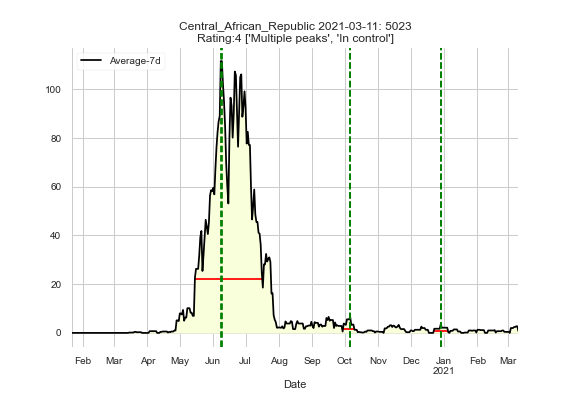 Central_African_Republic 2021-03-11: 5023
Rating:4 ['Multiple peaks', 'In control']
Average-7d
100
80
60
40
20
0
Feb Mar Apr May Jun Jul Aug Sep Oct Nov Dec Jan Feb Mar
2021
Date